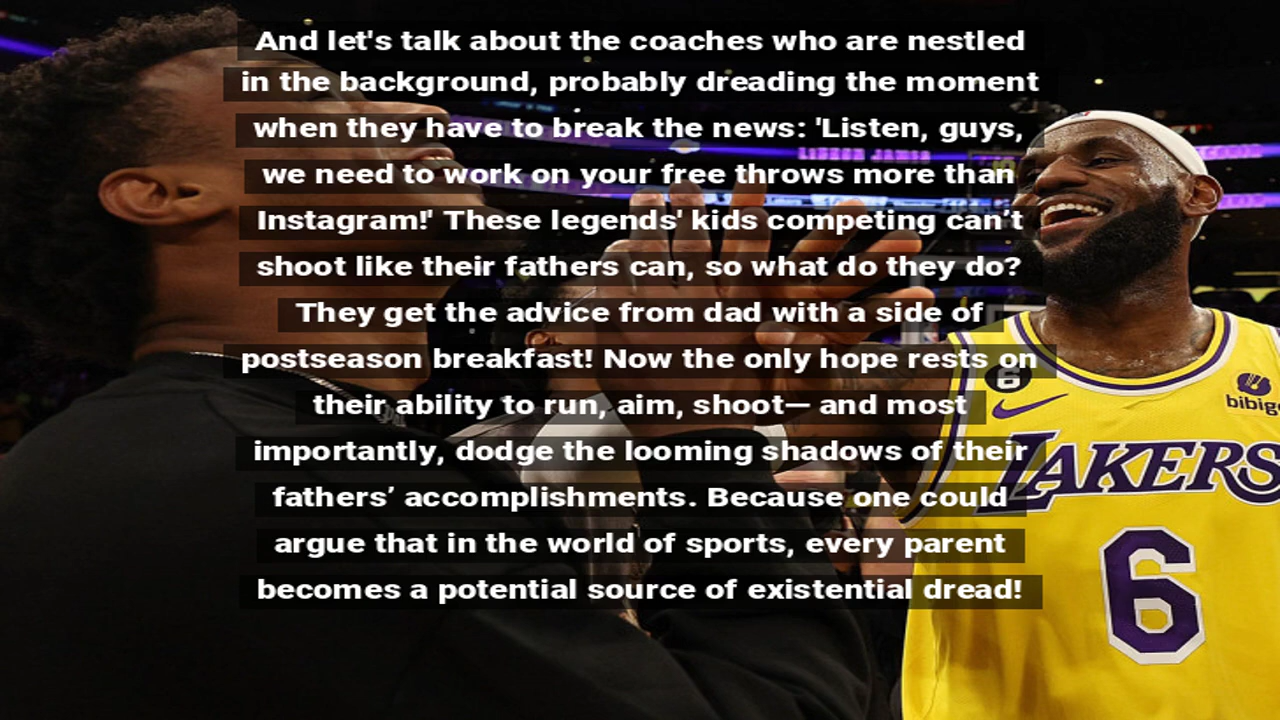 And let's talk about the coaches who are nestled
in the background, probably dreading the moment
when they have to break the news: 'Listen, guys,
we need to work on your free throws more than
Instagram!' These legends' kids competing can’t
shoot like their fathers can, so what do they do?
They get the advice from dad with a side of
postseason breakfast! Now the only hope rests on
their ability to run, aim, shoot— and most
importantly, dodge the looming shadows of their
fathers’ accomplishments. Because one could
argue that in the world of sports, every parent
becomes a potential source of existential dread!
LEBRON JAMES
6
bibigo
LAKERS
6